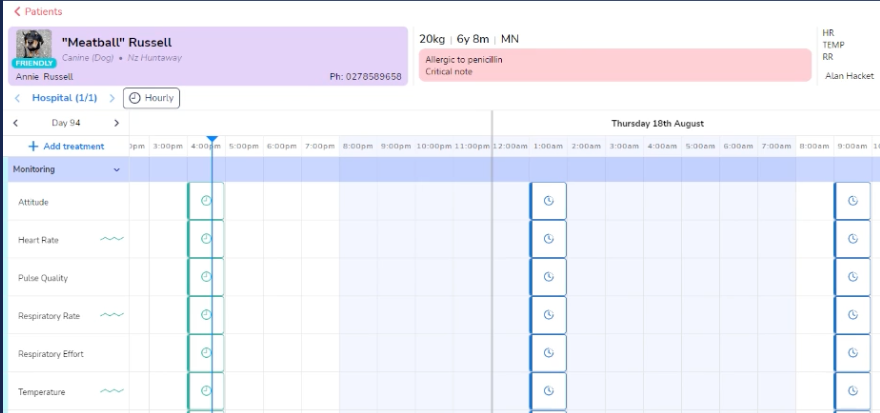 Patients
"Meatball" Russell
Canine (Dog) • Nz Huntaway
FRIENDLY
Annie Russell
Ph: 0278589658
20kg | 6y 8m | MN
Allergic to penicillin
Critical note
HR
TEMP
RR
Alan Hacket
Hospital (1/1)
Hourly
Day 94
Thursday 18th August
+ Add treatment
3:00pm 4:00pm 5:00pm 6:00pm 7:00pm 8:00pm 9:00pm 10:00pm 11:00pm 12:00am 1:00am 2:00am 3:00am 4:00am 5:00am 6:00am 7:00am 8:00am 9:00am
Monitoring
Attitude
Heart Rate
Pulse Quality
Respiratory Rate
Respiratory Effort
Temperature